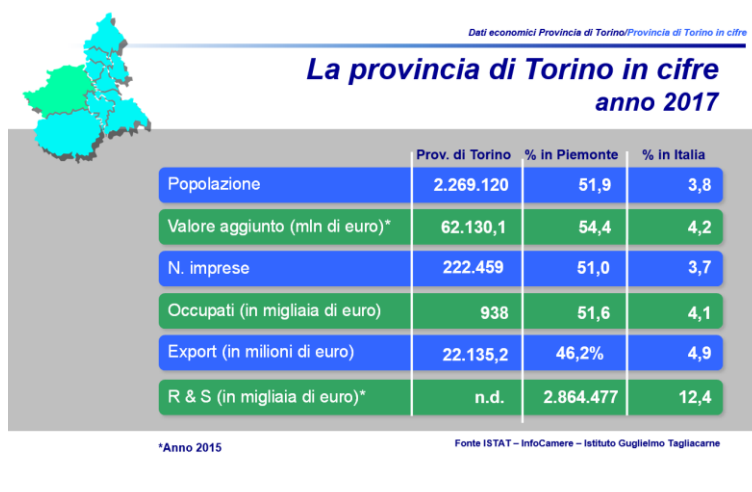 Dati economici Provincia di Torino/Provincia di Torino in cifre
La provincia di Torino in cifre
anno 2017
Prov. di Torino % in Piemonte % in Italia
Popolazione 2.269.120 51,9 3,8
Valore aggiunto (mln di euro)* 62.130,1 54,4 4,2
N. imprese 222.459 51,0 3,7
Occupati (in migliaia di euro) 938 51,6 4,1
Export (in milioni di euro) 22.135,2 46,2% 4,9
R & S (in migliaia di euro)* n.d. 2.864.477 12,4
*Anno 2015
Fonte ISTAT – InfoCamere – Istituto Guglielmo Tagliacarne